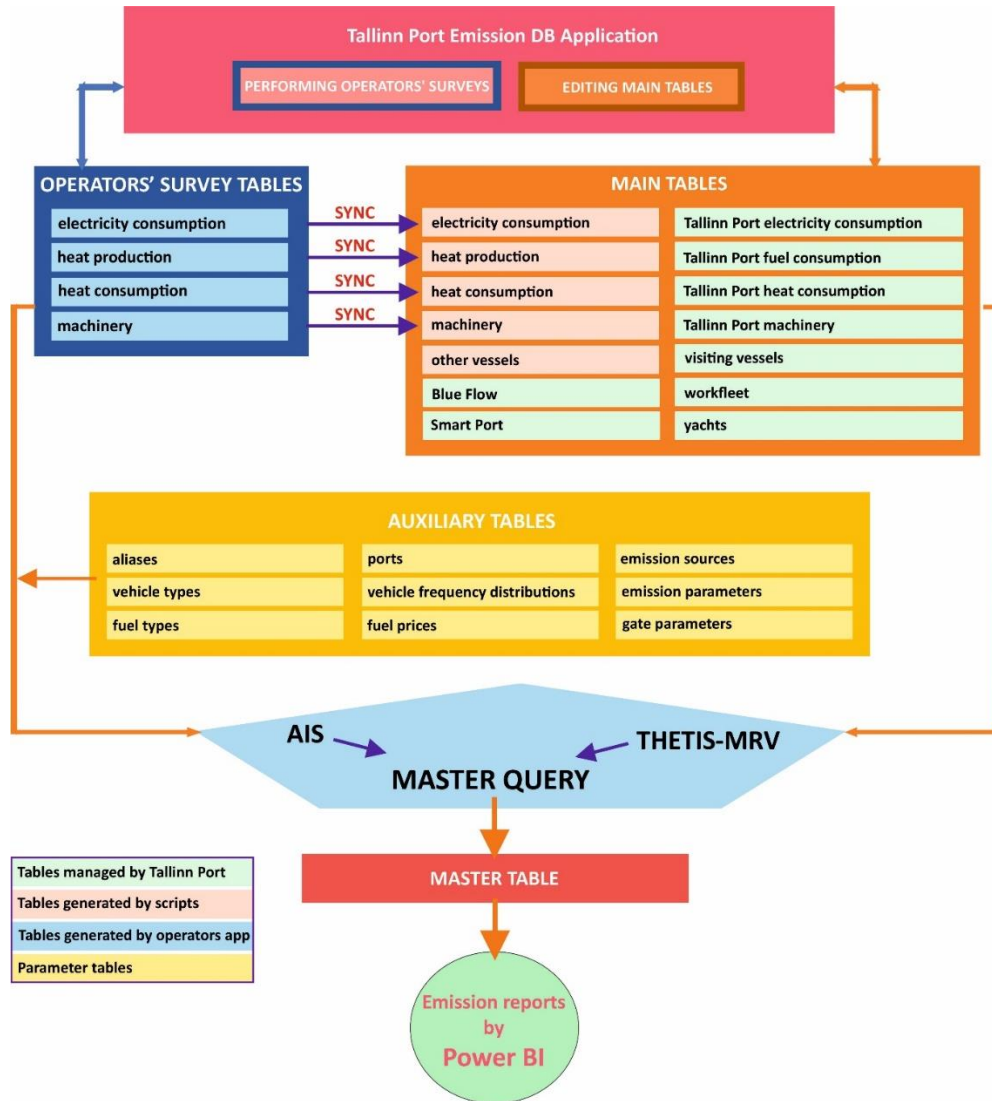 Tallinn Port Emission DB Application
PERFORMING OPERATORS' SURVEYS
EDITING MAIN TABLES
OPERATORS' SURVEY TABLES
electricity consumption
heat production
heat consumption
machinery
SYNC
SYNC
SYNC
SYNC
MAIN TABLES
electricity consumption
heat production
heat consumption
machinery
other vessels
Blue Flow
Smart Port
Tallinn Port electricity consumption
Tallinn Port fuel consumption
Tallinn Port heat consumption
Tallinn Port machinery
visiting vessels
workfleet
yachts
AUXILIARY TABLES
aliases
vehicle types
fuel types
ports
vehicle frequency distributions
fuel prices
emission sources
emission parameters
gate parameters
AIS
THETIS-MRV
MASTER QUERY
MASTER TABLE
Tables managed by Tallinn Port
Tables generated by scripts
Tables generated by operators app
Parameter tables
Emission reports
by
Power BI